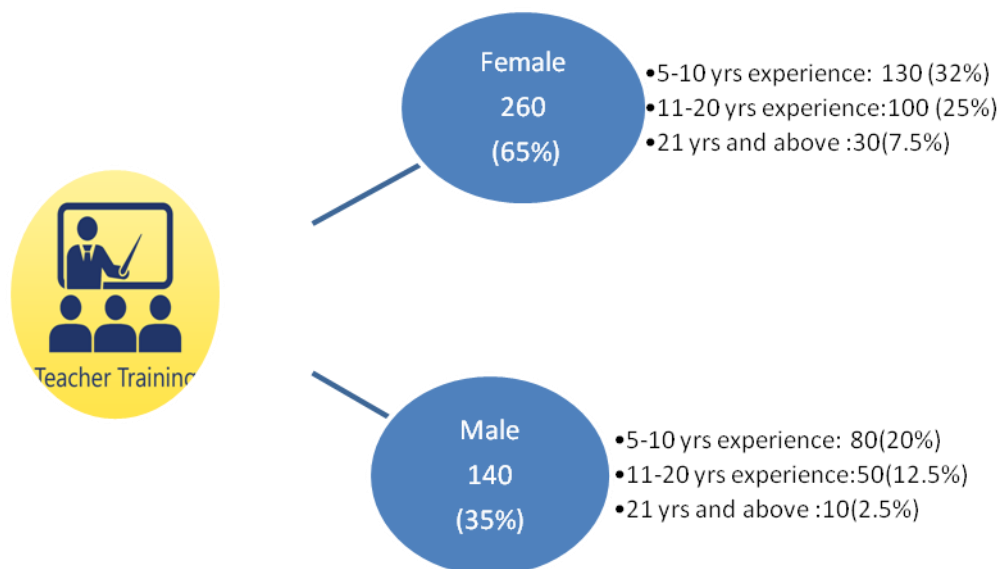 Female
260
(65%)
•5-10 yrs experience: 130 (32%)
•11-20 yrs experience:100 (25%)
•21 yrs and above :30(7.5%)
Teacher Training
Male
140
(35%)
•5-10 yrs experience: 80(20%)
•11-20 yrs experience:50(12.5%)
•21 yrs and above :10(2.5%)